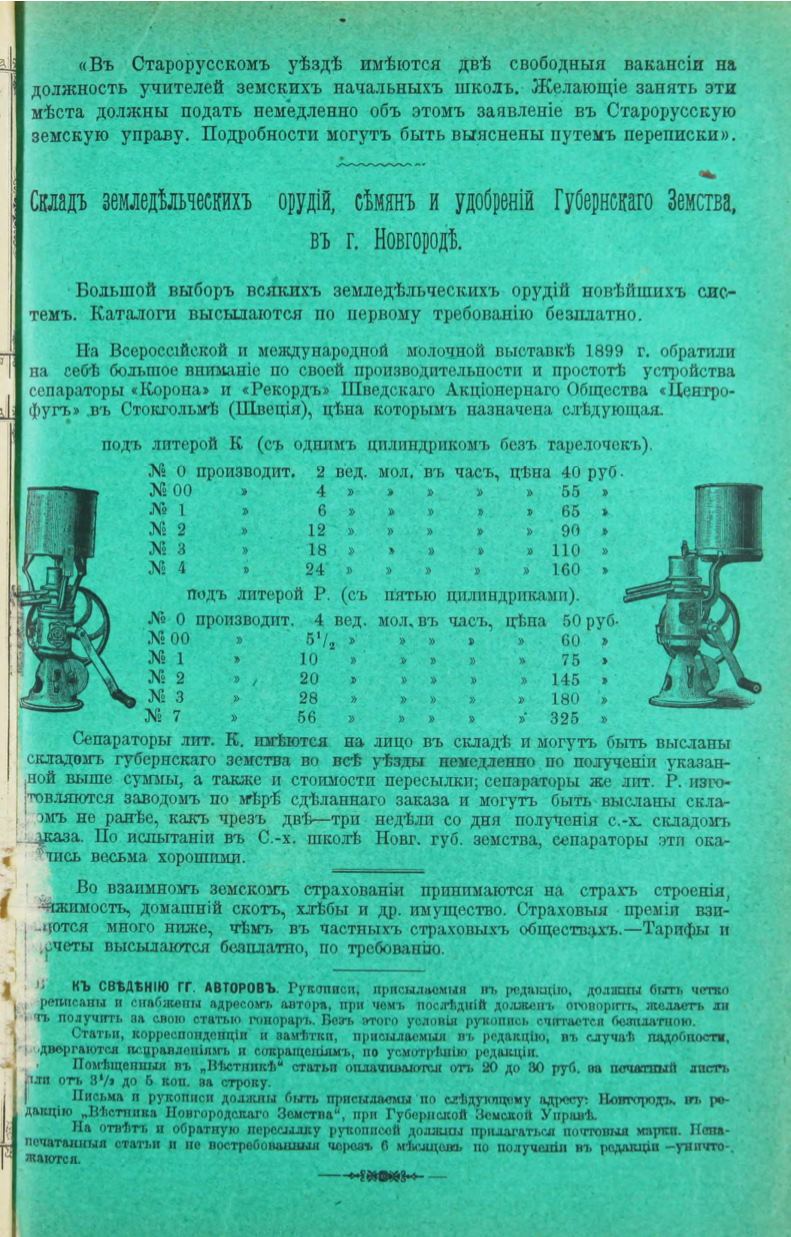 «Въ Старорусскомъ уѣздѣ имѣются двѣ свободныя вакансіи на
должность учителей земскихъ начальныхъ школъ. Желающіе занять эти
мѣста должны подать немедленно объ этомъ заявленіе въ Старорусскую
земскую управу. Подробности могутъ быть выяснены путемъ переписки».
Складъ земледѣльческихъ орудій, сѣмянъ и удобреній Губернскаго Земства,
въ г. Новгородѣ.
Большой выборъ всякихъ земледѣльческихъ орудій новѣйшихъ сис-
темъ. Каталоги высылаются по первому требованію безплатно.
На Всероссійской и международной молочной выставкѣ 1899 г. обратили
на себѣ большое вниманіе по своей производительности и простотѣ устройства
сепараторы «Корона» и «Рекордъ» Шведскаго Акціонернаго Общества «Центро-
фугъ» въ Стокгольмѣ (Швеція), цѣна которымъ назначена слѣдующая:
подъ литерой К (съ однимъ цилиндрикомъ безъ тарелочекъ).
№ 0 производит. 2 вед. мол. въ часъ, цѣна 40 руб.
№ 00 » 4 » » » » » 55 »
№ 1 » 6 » » » » » 65 »
№ 2 » 12 » » » » » 90 »
№ 3 » 18 » » » » » 110 »
№ 4 » 24 » » » » » 160 »
подъ литерой Р. (съ пятью цилиндриками).
№ 0 производит. 4 вед. мол. въ часъ, цѣна 50 руб.
№ 00 » 5½ » » » » » 60 »
№ 1 » 10 » » » » » 75 »
№ 2 » 20 » » » » » 145 »
№ 3 » 28 » » » » » 180 »
№ 7 » 56 » » » » » 325 »
Сепараторы лит. К. имѣются на лицо въ складѣ и могутъ быть высланы
складомъ губернскаго земства во всѣ уѣзды немедленно по полученіи указан-
ной выше суммы, а также и стоимости пересылки; сепараторы же лит. Р. изго-
товляются заводомъ по мѣрѣ сдѣланнаго заказа и могутъ быть высланы скла-
домъ не ранѣе, какъ чрезъ двѣ—три недѣли со дня полученія с.-х. складомъ
заказа. По испытаніи въ С.-х. школѣ Новг. губ. земства, сепараторы эти ока-
зались весьма хорошими.
Во взаимномъ земскомъ страхованіи принимаются на страхъ строенія,
движимость, домашній скотъ, хлѣбы и др. имущество. Страховыя преміи взи-
маются много ниже, чѣмъ въ частныхъ страховыхъ обществахъ.—Тарифы и
счеты высылаются безплатно, по требованію.
КЪ СВѢДѢНІЮ ГГ. АВТОРОВЪ. Рукописи, присылаемыя въ редакцію, должны быть четко
реписаны и снабжены адресомъ автора, при чемъ послѣдній долженъ оговорить, желаетъ ли
нъ получить за свою статью гонораръ. Безъ этого условія рукопись считается безплатною.
Статьи, корреспонденціи и замѣтки, присылаемыя въ редакцію, въ случаѣ надобности,
подвергаются исправленіямъ и сокращеніямъ, по усмотрѣнію редакціи.
Помѣщенныя въ „Вѣстникѣ“ статьи оплачиваются отъ 20 до 30 руб. за печатный листъ
или отъ 3½ до 5 коп. за строку.
Письма и рукописи должны быть присылаемы по слѣдующему адресу: Новгородъ, въ ре-
дакцію „Вѣстника Новгородскаго Земства“, при Губернской Земской Управѣ.
На отвѣтъ и обратную пересылку рукописей должны прилагаться почтовыя марки. Нена-
печатанныя статьи и не востребованныя черезъ 6 мѣсяцевъ по полученіи въ редакціи—уничто-
жаются.